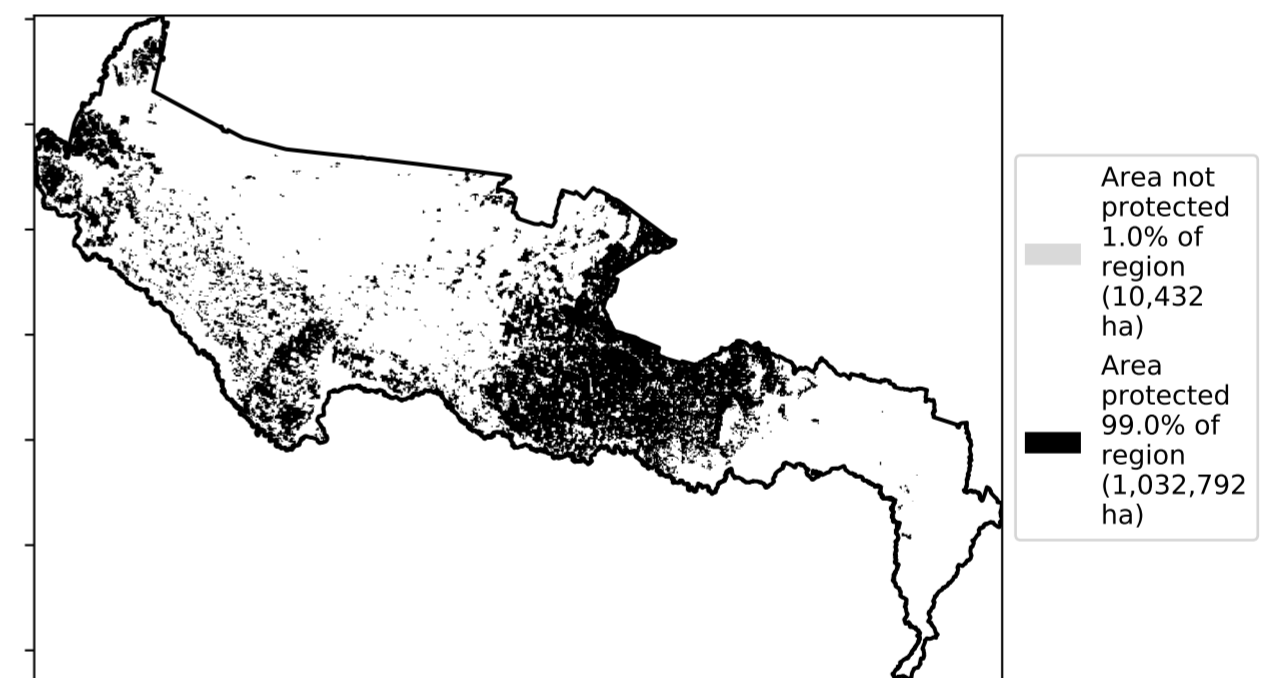 Area not
protected
1.0% of
region
(10,432
ha)
Area
protected
99.0% of
region
(1,032,792
ha)